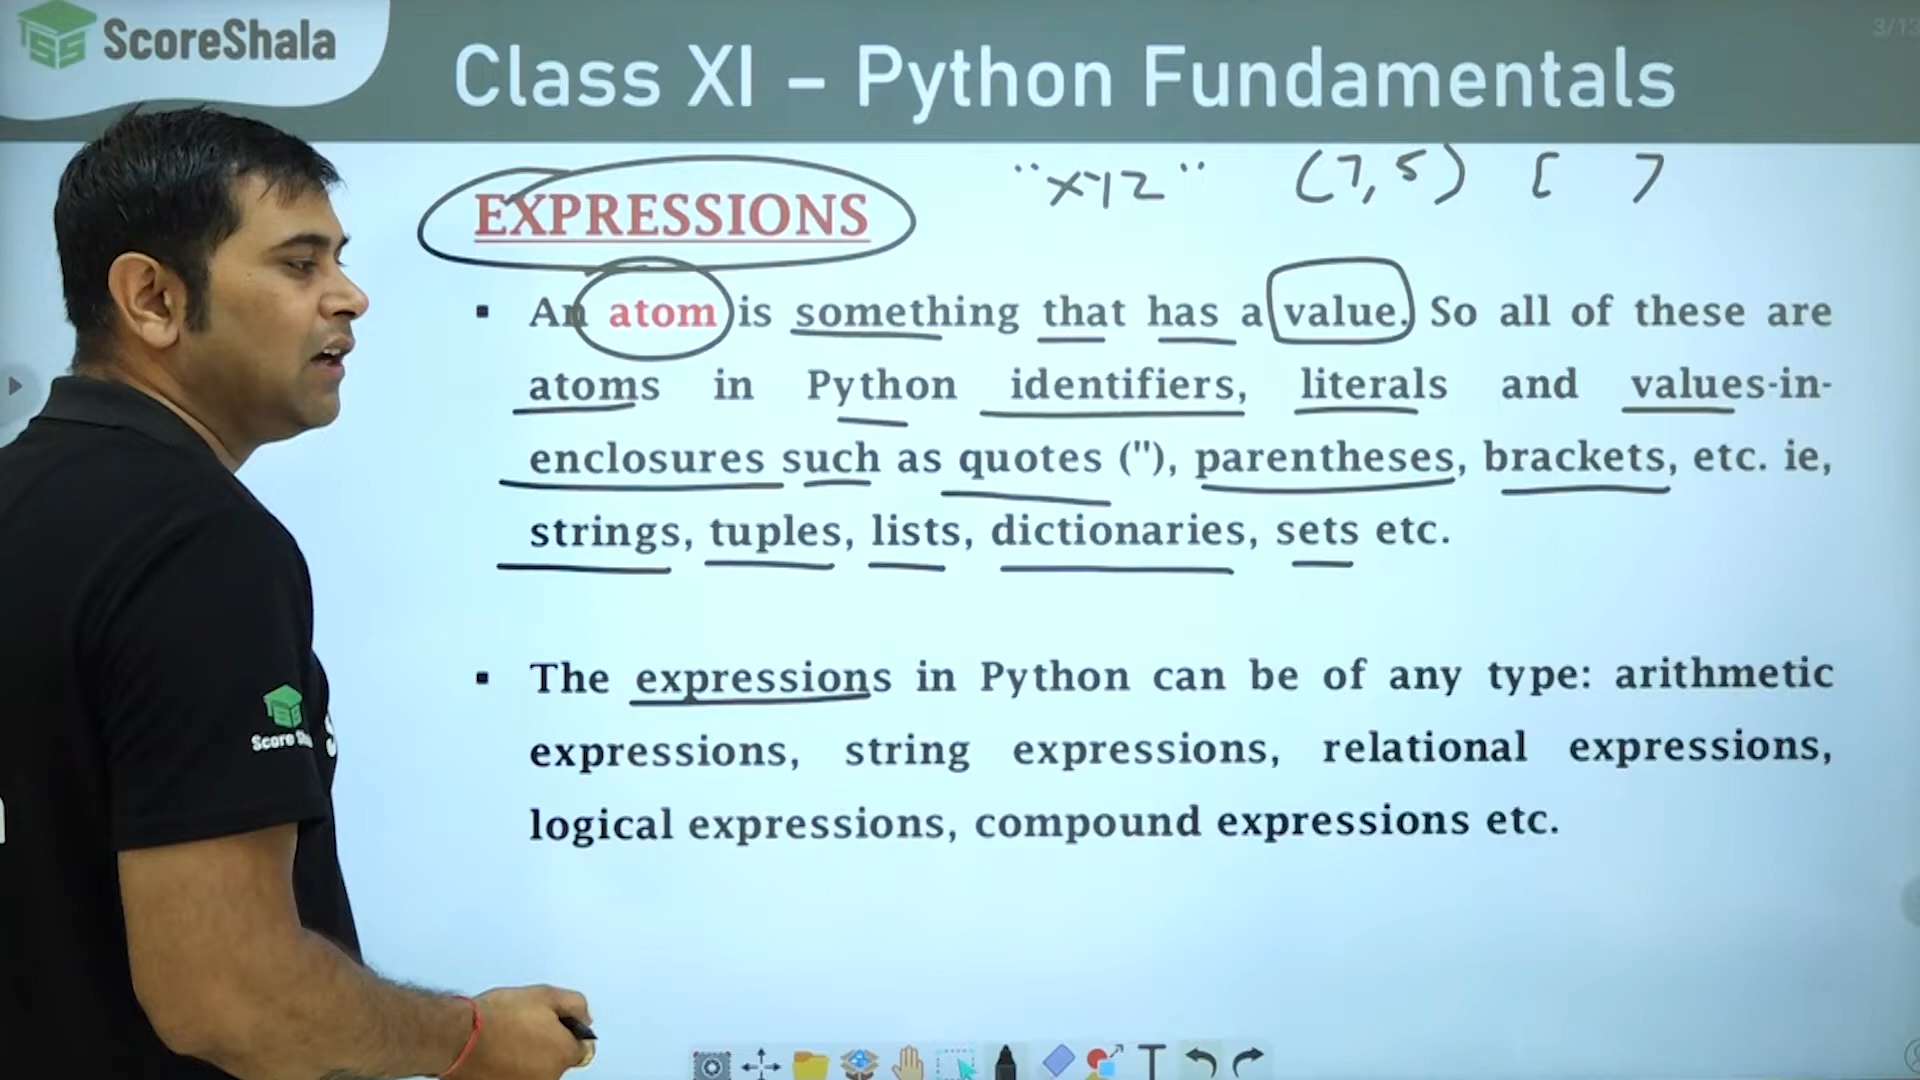 ScoreShala
3/13
Class XI – Python Fundamentals
"XYZ" (7,5) [ ]
EXPRESSIONS
▪ An atom is something that has a value. So all of these are
atoms in Python identifiers, literals and values-in-
enclosures such as quotes ("), parentheses, brackets, etc. ie,
strings, tuples, lists, dictionaries, sets etc.
▪ The expressions in Python can be of any type: arithmetic
expressions, string expressions, relational expressions,
logical expressions, compound expressions etc.
Score
T